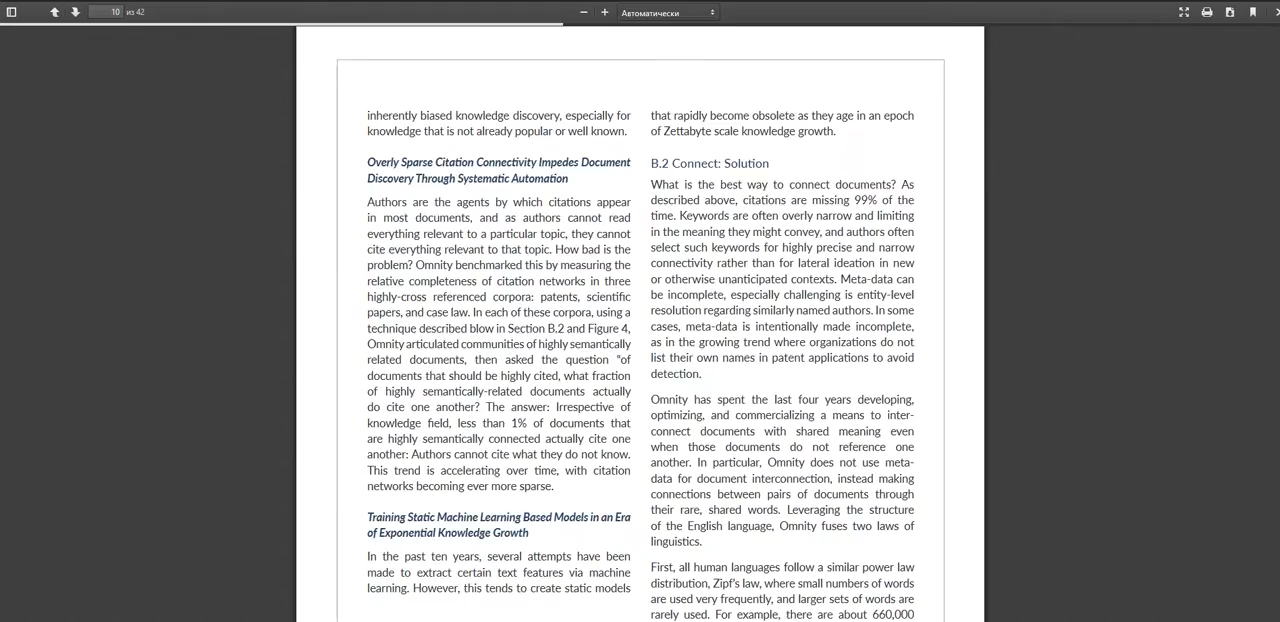 10 из 42
Автоматически
inherently biased knowledge discovery, especially for
knowledge that is not already popular or well known.
Overly Sparse Citation Connectivity Impedes Document
Discovery Through Systematic Automation
Authors are the agents by which citations appear
in most documents, and as authors cannot read
everything relevant to a particular topic, they cannot
cite everything relevant to that topic. How bad is the
problem? Omnity benchmarked this by measuring the
relative completeness of citation networks in three
highly-cross referenced corpora: patents, scientific
papers, and case law. In each of these corpora, using a
technique described blow in Section B.2 and Figure 4,
Omnity articulated communities of highly semantically
related documents, then asked the question "of
documents that should be highly cited, what fraction
of highly semantically-related documents actually
do cite one another? The answer: Irrespective of
knowledge field, less than 1% of documents that
are highly semantically connected actually cite one
another: Authors cannot cite what they do not know.
This trend is accelerating over time, with citation
networks becoming ever more sparse.
Training Static Machine Learning Based Models in an Era
of Exponential Knowledge Growth
In the past ten years, several attempts have been
made to extract certain text features via machine
learning. However, this tends to create static models
that rapidly become obsolete as they age in an epoch
of Zettabyte scale knowledge growth.
B.2 Connect: Solution
What is the best way to connect documents? As
described above, citations are missing 99% of the
time. Keywords are often overly narrow and limiting
in the meaning they might convey, and authors often
select such keywords for highly precise and narrow
connectivity rather than for lateral ideation in new
or otherwise unanticipated contexts. Meta-data can
be incomplete, especially challenging is entity-level
resolution regarding similarly named authors. In some
cases, meta-data is intentionally made incomplete,
as in the growing trend where organizations do not
list their own names in patent applications to avoid
detection.
Omnity has spent the last four years developing,
optimizing, and commercializing a means to inter-
connect documents with shared meaning even
when those documents do not reference one
another. In particular, Omnity does not use meta-
data for document interconnection, instead making
connections between pairs of documents through
their rare, shared words. Leveraging the structure
of the English language, Omnity fuses two laws of
linguistics.
First, all human languages follow a similar power law
distribution, Zipf's law, where small numbers of words
are used very frequently, and larger sets of words are
rarely used. For example, there are about 660,000